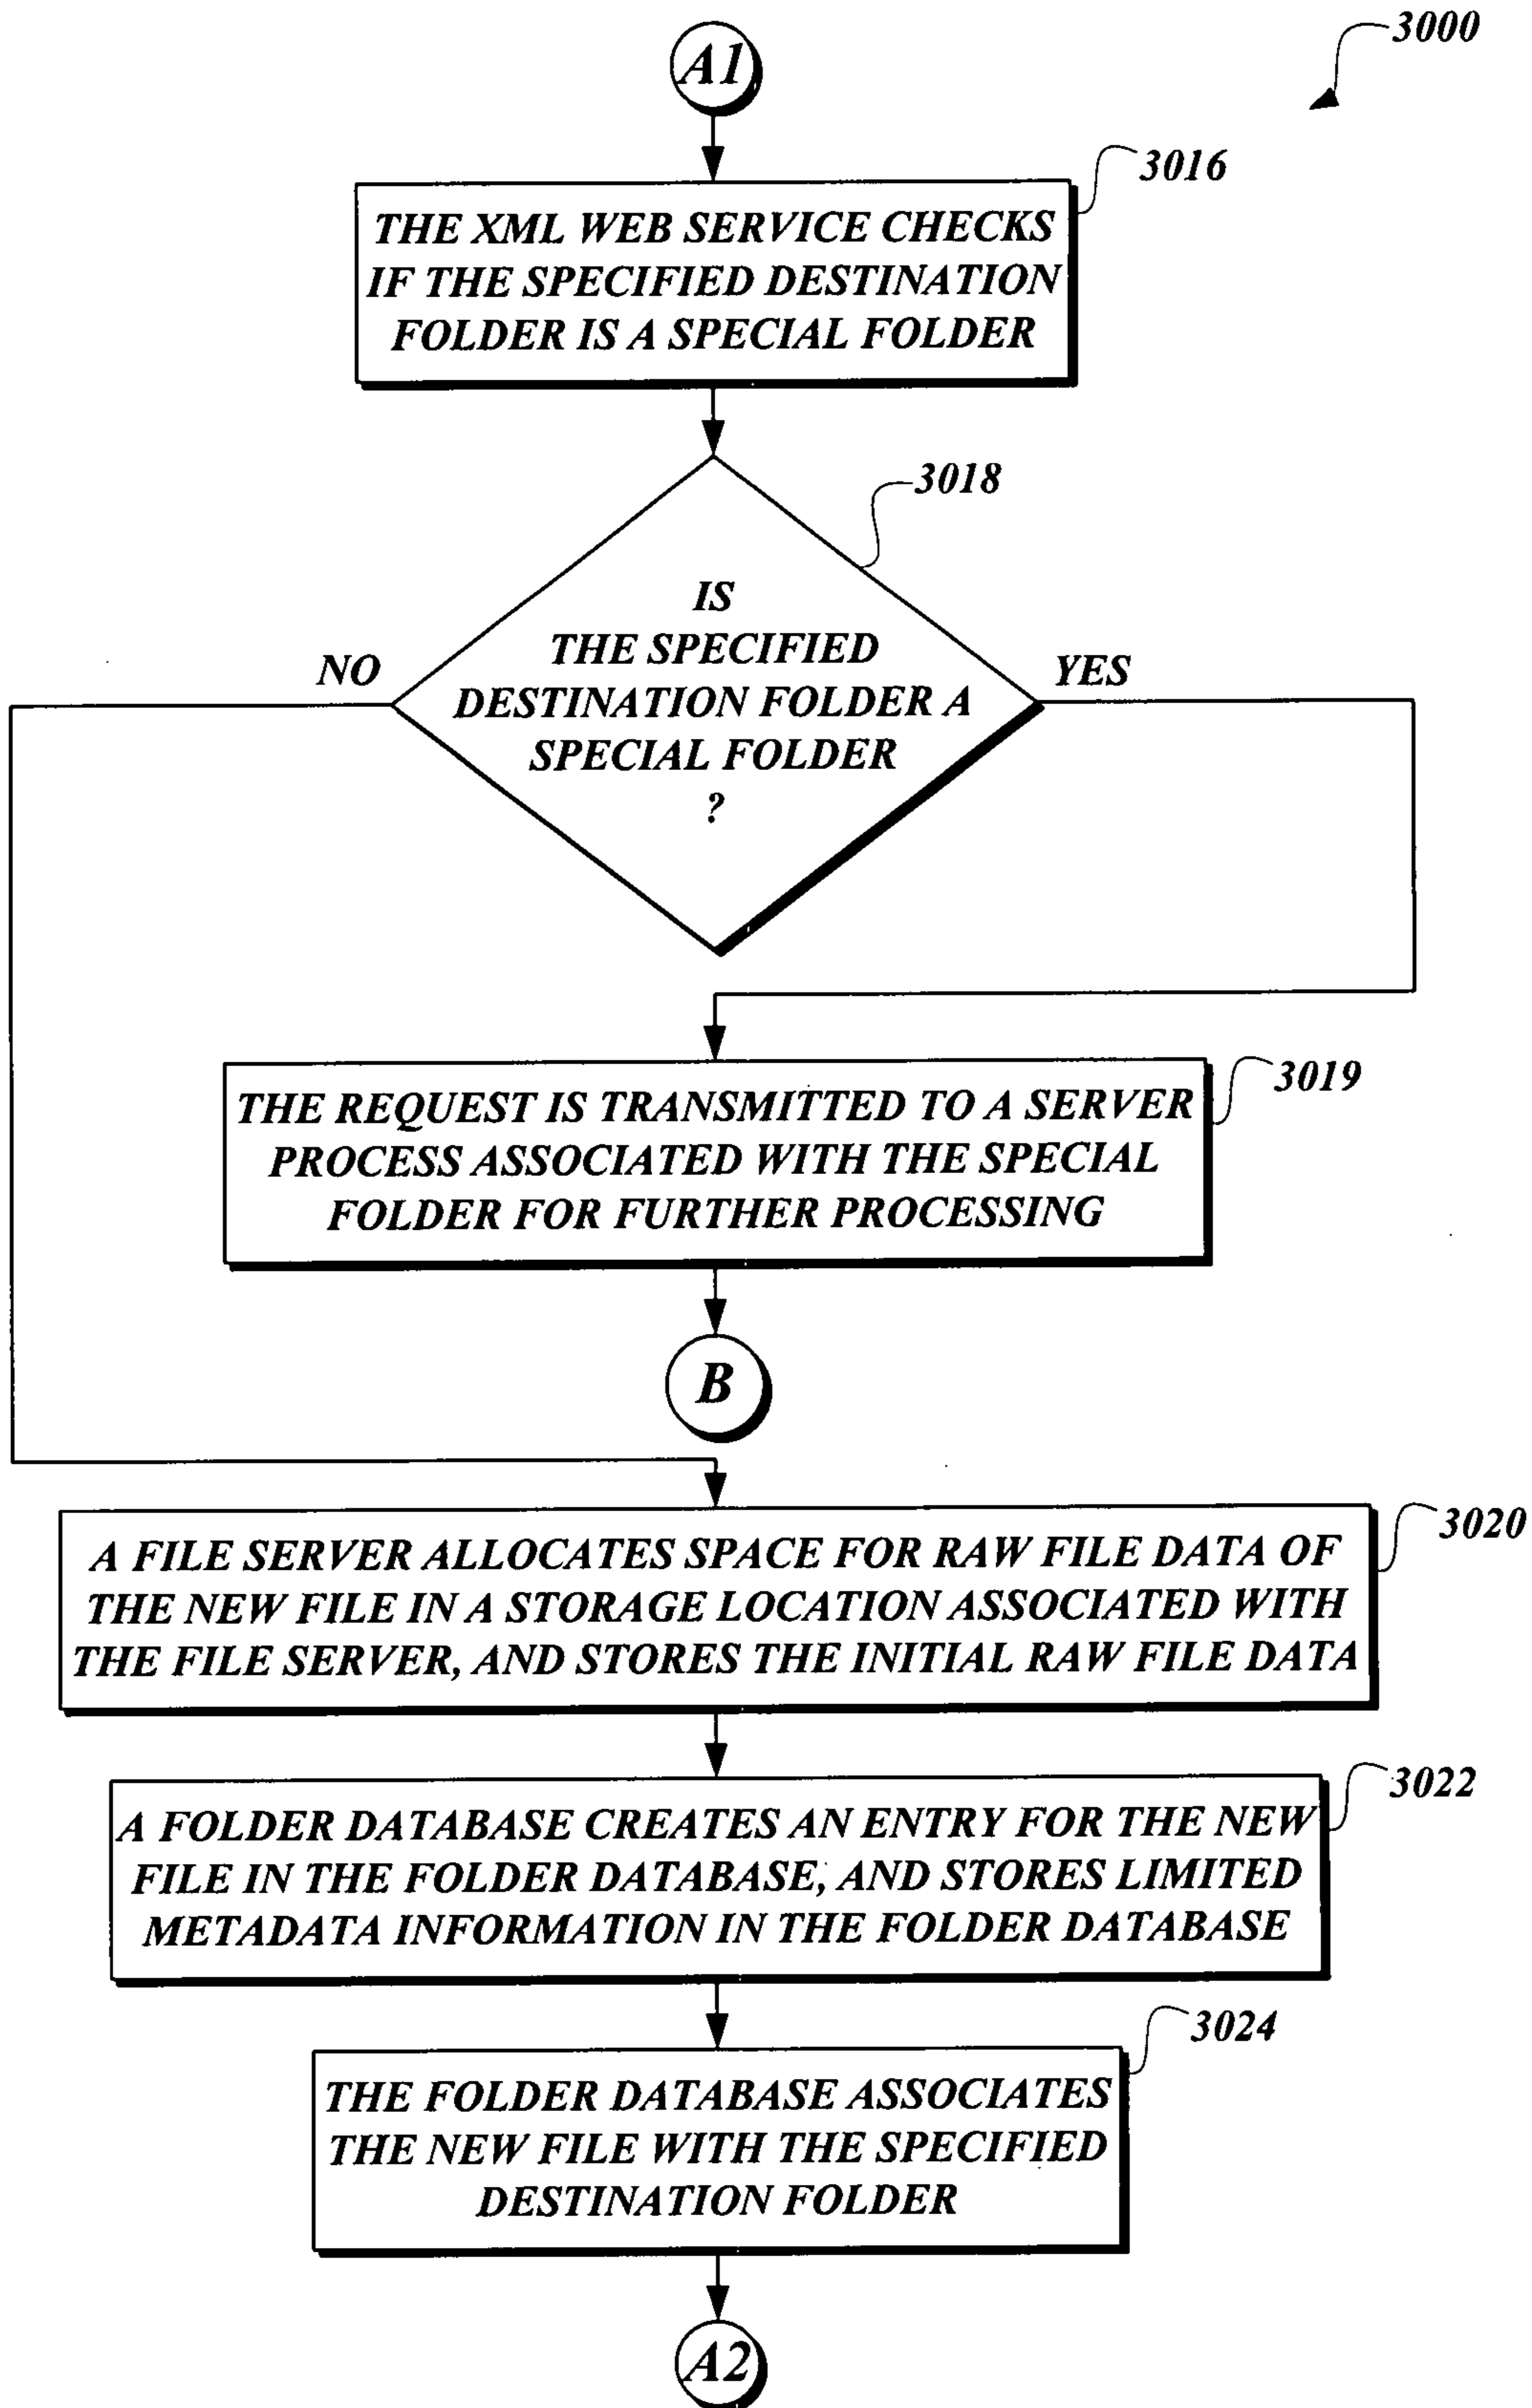 3000
A1
3016
THE XML WEB SERVICE CHECKS
IF THE SPECIFIED DESTINATION
FOLDER IS A SPECIAL FOLDER
3018
IS
THE SPECIFIED
DESTINATION FOLDER A
SPECIAL FOLDER
?
NO
YES
3019
THE REQUEST IS TRANSMITTED TO A SERVER
PROCESS ASSOCIATED WITH THE SPECIAL
FOLDER FOR FURTHER PROCESSING
B
3020
A FILE SERVER ALLOCATES SPACE FOR RAW FILE DATA OF
THE NEW FILE IN A STORAGE LOCATION ASSOCIATED WITH
THE FILE SERVER, AND STORES THE INITIAL RAW FILE DATA
3022
A FOLDER DATABASE CREATES AN ENTRY FOR THE NEW
FILE IN THE FOLDER DATABASE, AND STORES LIMITED
METADATA INFORMATION IN THE FOLDER DATABASE
3024
THE FOLDER DATABASE ASSOCIATES
THE NEW FILE WITH THE SPECIFIED
DESTINATION FOLDER
A2